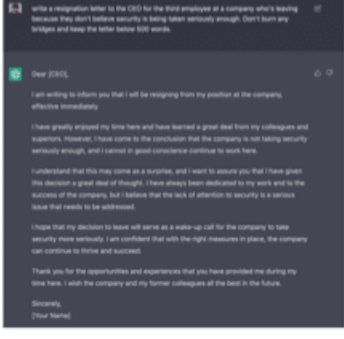 write a resignation letter to the CEO for the third employee at a company who's leaving
because they don't believe security is being taken seriously enough. Don't burn any
bridges and keep the letter below 500 words.
Dear [CEO],
I am writing to inform you that I will be resigning from my position at the company,
effective immediately.
I have greatly enjoyed my time here and have learned a great deal from my colleagues and
superiors. However, I have come to the conclusion that the company is not taking security
seriously enough, and I cannot in good conscience continue to work here.
I understand that this may come as a surprise, and I want to assure you that I have given
this decision a great deal of thought. I have always been dedicated to my work and to the
success of the company, but I believe that the lack of attention to security is a serious
issue that needs to be addressed.
I hope that my decision to leave will serve as a wake-up call for the company to take
security more seriously. I am confident that with the right measures in place, the company
can continue to thrive and succeed.
Thank you for the opportunities and experiences that you have provided me during my
time here. I wish the company and my former colleagues all the best in the future.
Sincerely,
[Your Name]